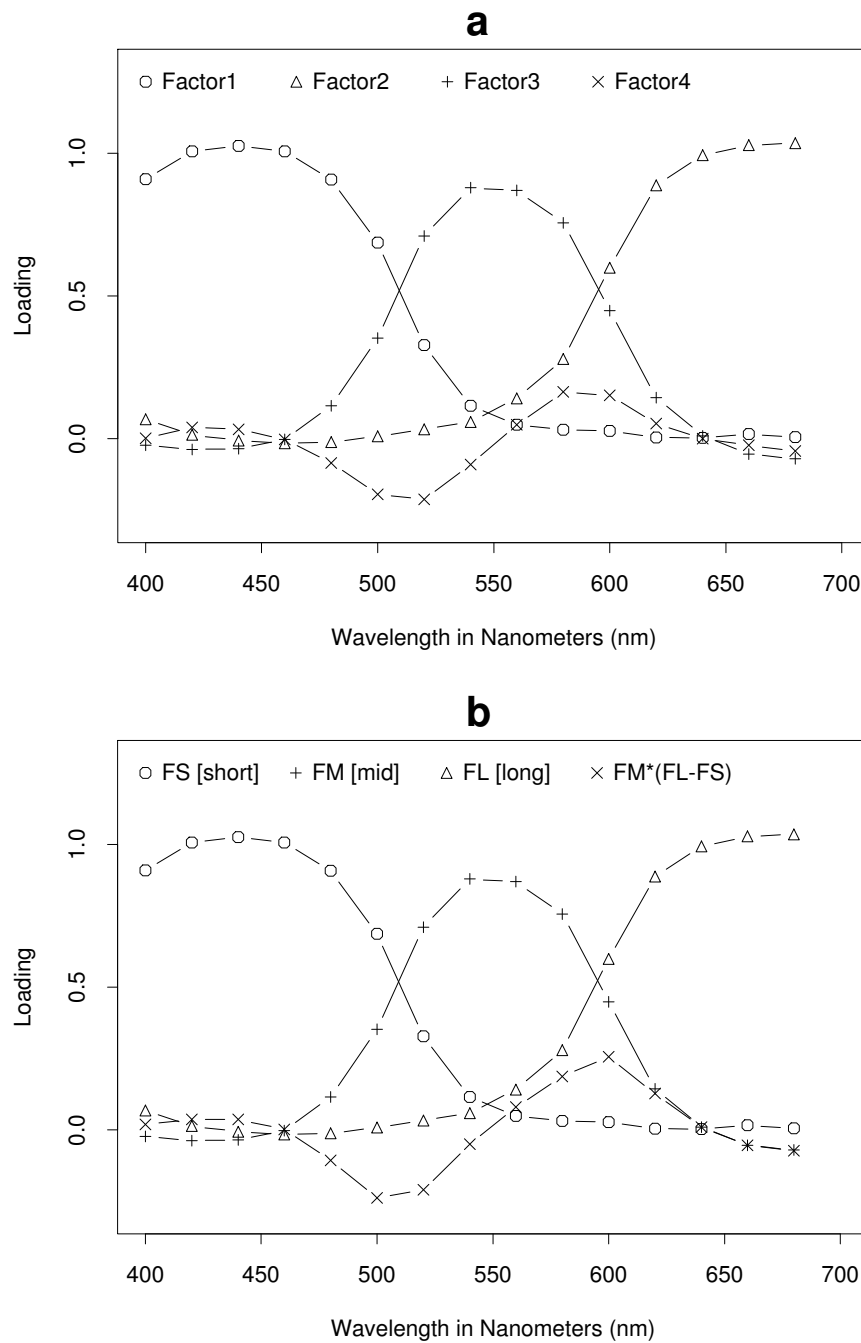 a
Factor1 Factor2 Factor3 Factor4
1.0
0.5
0.0
Loading
400 450 500 550 600 650 700
Wavelength in Nanometers (nm)
b
FS [short] FM [mid] FL [long] FM*(FL-FS)
1.0
0.5
0.0
Loading
400 450 500 550 600 650 700
Wavelength in Nanometers (nm)